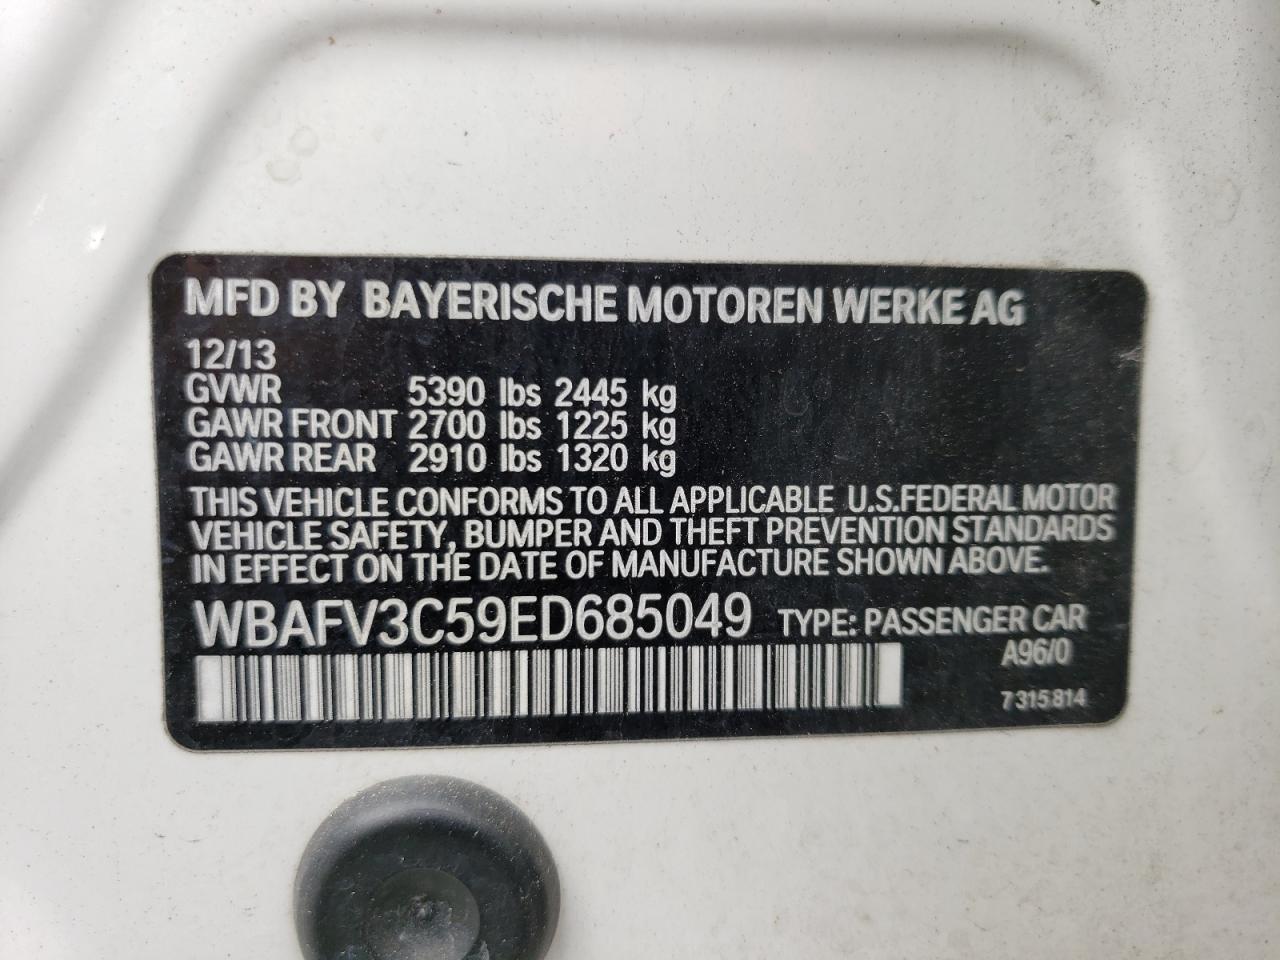 MFD BY BAYERISCHE MOTOREN WERKE AG
12/13
GVWR 5390 lbs 2445 kg
GAWR FRONT 2700 lbs 1225 kg
GAWR REAR 2910 lbs 1320 kg
THIS VEHICLE CONFORMS TO ALL APPLICABLE U.S.FEDERAL MOTOR
VEHICLE SAFETY, BUMPER AND THEFT PREVENTION STANDARDS
IN EFFECT ON THE DATE OF MANUFACTURE SHOWN ABOVE.
WBAFV3C59ED685049 TYPE: PASSENGER CAR
A96/0
7 315 814